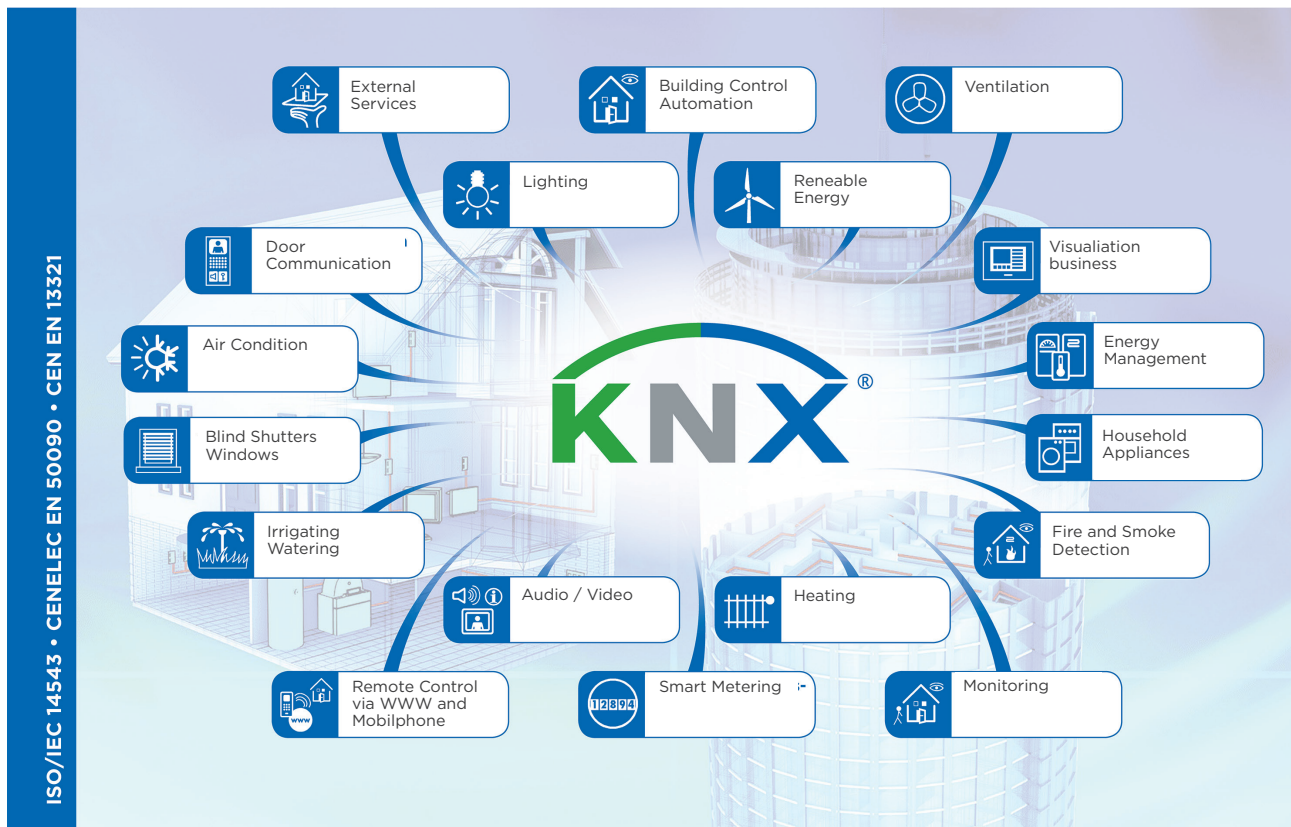 ISO/IEC 14543 • CENELEC EN 50090 • CEN EN 13321
External
Services
Building Control
Automation
Ventilation
Lighting
Reneable
Energy
Door
Communication
Visualiation
business
Air Condition
Energy
Management
KNX®
Blind Shutters
Windows
Household
Appliances
Irrigating
Watering
Fire and Smoke
Detection
Audio / Video
Heating
Remote Control
via WWW and
Mobilphone
www
Smart Metering
12894
Monitoring